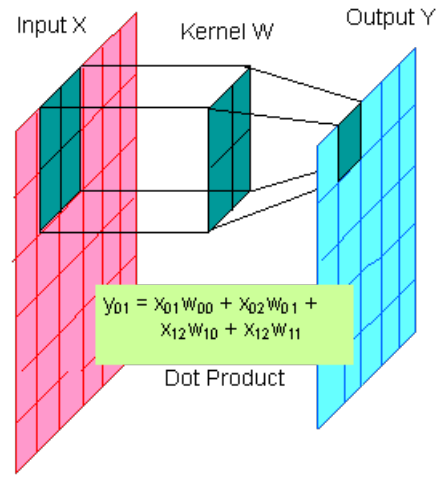 Input X
Kernel W
Output Y
y₀₁ = x₀₁w₀₀ + x₀₂w₀₁ +
x₁₂w₁₀ + x₁₂w₁₁
Dot Product